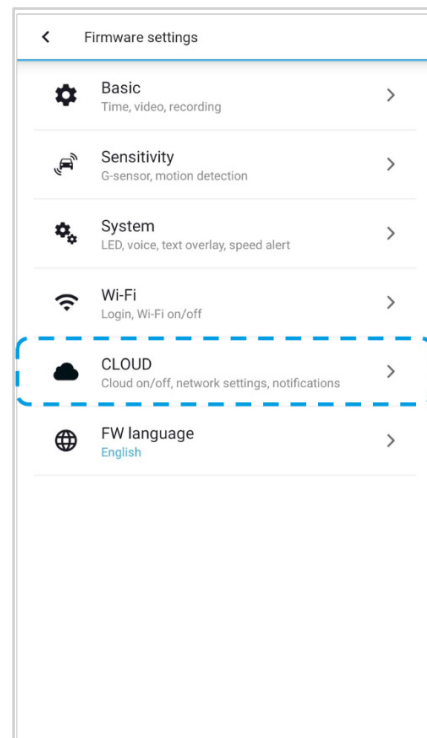 Firmware settings
Basic
Time, video, recording
Sensitivity
G-sensor, motion detection
System
LED, voice, text overlay, speed alert
Wi-Fi
Login, Wi-Fi on/off
CLOUD
Cloud on/off, network settings, notifications
FW language
English